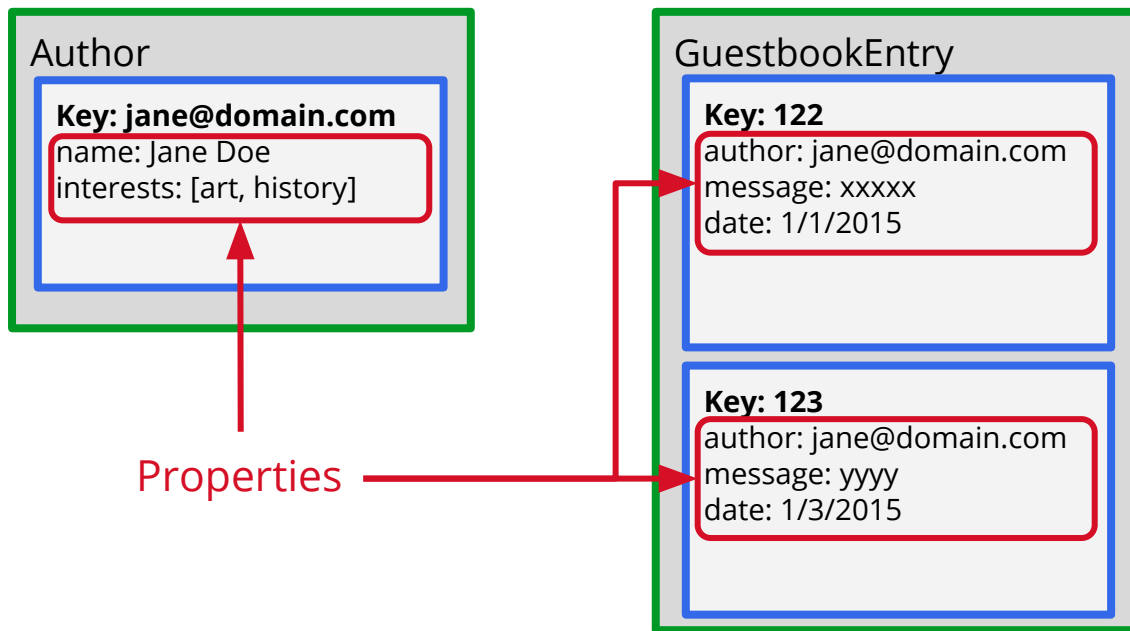 Author
Key: jane@domain.com
name: Jane Doe
interests: [art, history]
Properties
GuestbookEntry
Key: 122
author: jane@domain.com
message: xxxxx
date: 1/1/2015
Key: 123
author: jane@domain.com
message: yyyy
date: 1/3/2015